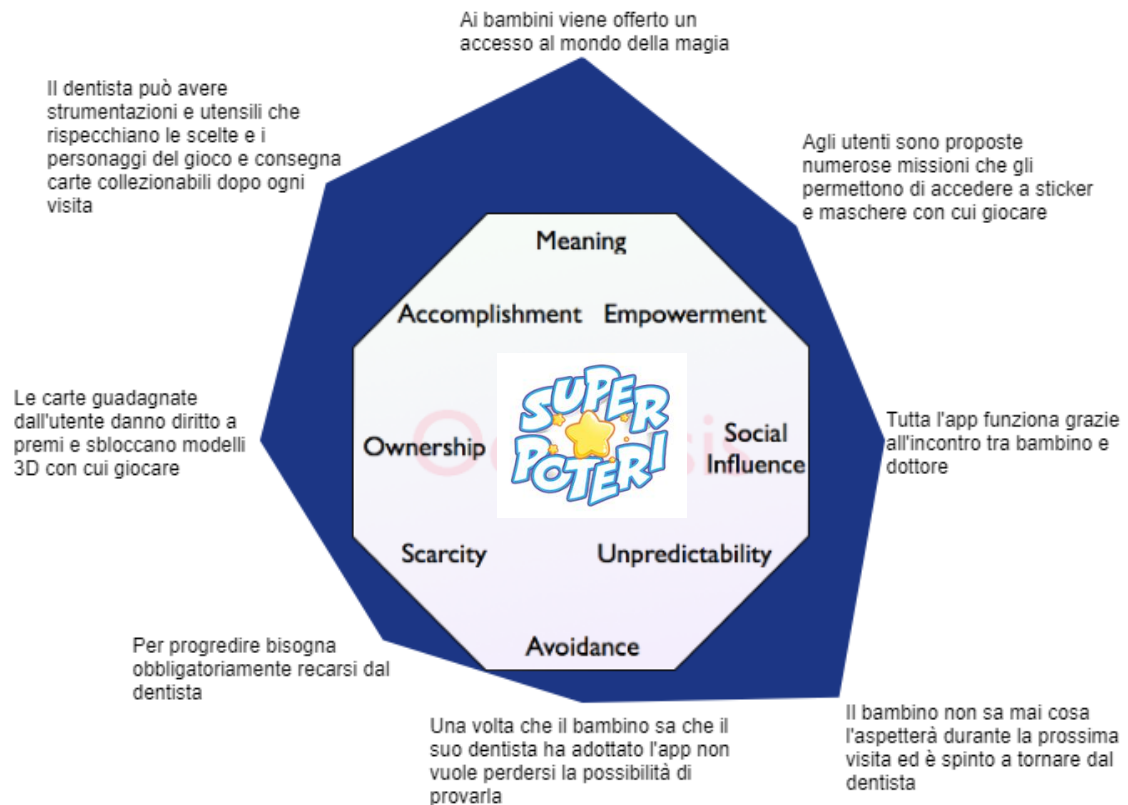 Ai bambini viene offerto un
accesso al mondo della magia
Il dentista può avere
strumentazioni e utensili che
rispecchiano le scelte e i
personaggi del gioco e consegna
carte collezionabili dopo ogni
visita
Agli utenti sono proposte
numerose missioni che gli
permettono di accedere a sticker
e maschere con cui giocare
Meaning
Accomplishment
Empowerment
Le carte guadagnate
dall'utente danno diritto a
premi e sbloccano modelli
3D con cui giocare
Ownership
SUPER
POTERI
Social
Influence
Tutta l'app funziona grazie
all'incontro tra bambino e
dottore
Scarcity
Unpredictability
Avoidance
Per progredire bisogna
obbligatoriamente recarsi dal
dentista
Una volta che il bambino sa che il
suo dentista ha adottato l'app non
vuole perdersi la possibilità di
provarla
Il bambino non sa mai cosa
l'aspetterà durante la prossima
visita ed è spinto a tornare dal
dentista